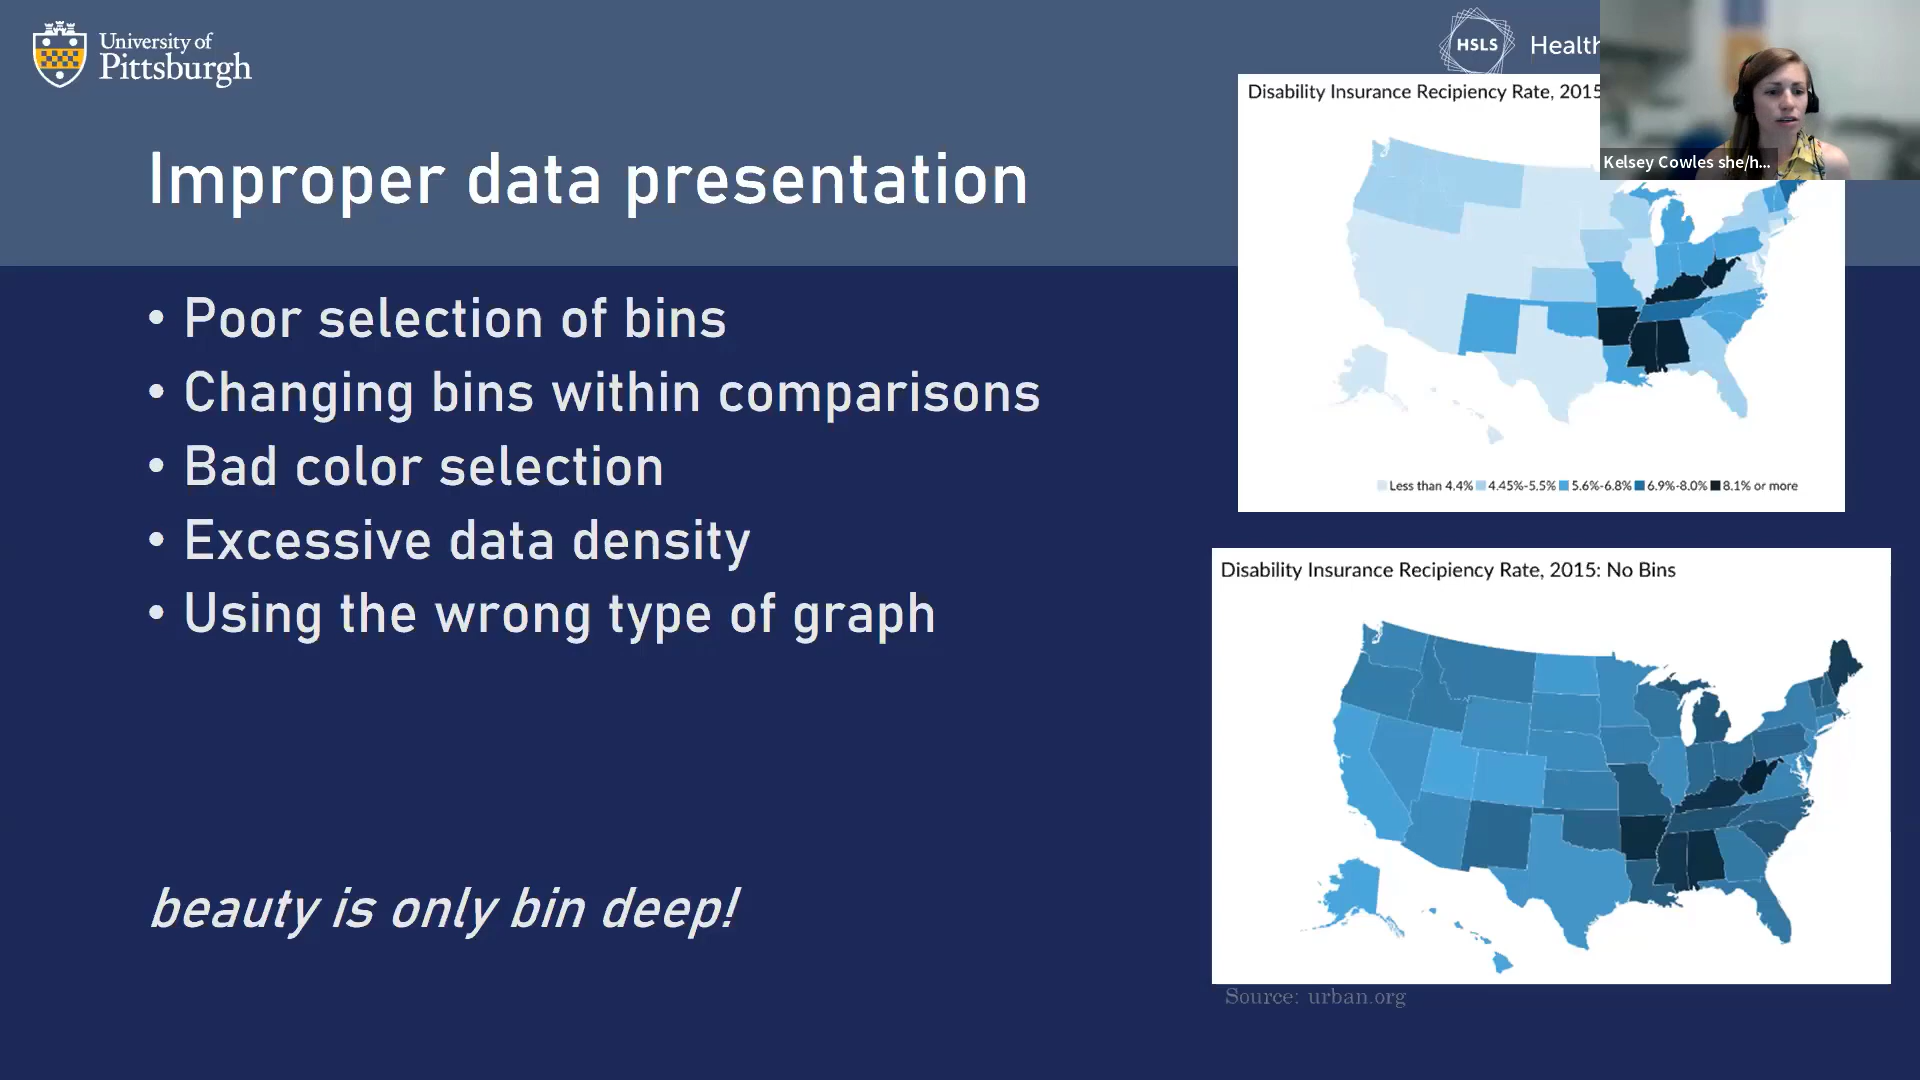 University of
Pittsburgh
HSLS
Health
Kelsey Cowles she/h...
Improper data presentation
• Poor selection of bins
• Changing bins within comparisons
• Bad color selection
• Excessive data density
• Using the wrong type of graph
beauty is only bin deep!
Disability Insurance Recipiency Rate, 2015
Less than 4.4% 4.45%-5.5% 5.6%-6.8% 6.9%-8.0% 8.1% or more
Disability Insurance Recipiency Rate, 2015: No Bins
Source: urban.org